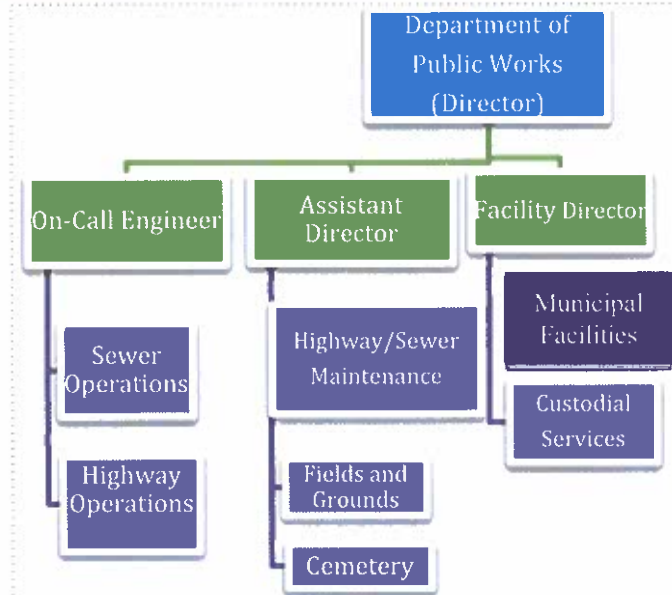 Department of
Public Works
(Director)
On-Call Engineer
Assistant
Director
Facility Director
Sewer
Operations
Highway
Operations
Highway/Sewer
Maintenance
Fields and
Grounds
Cemetery
Municipal
Facilities
Custodial
Services